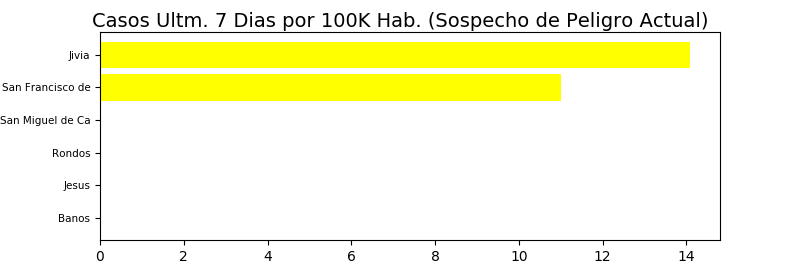 Casos Ultm. 7 Dias por 100K Hab. (Sospecho de Peligro Actual)
Jivia
San Francisco de
San Miguel de Ca
Rondos
Jesus
Banos
0 2 4 6 8 10 12 14